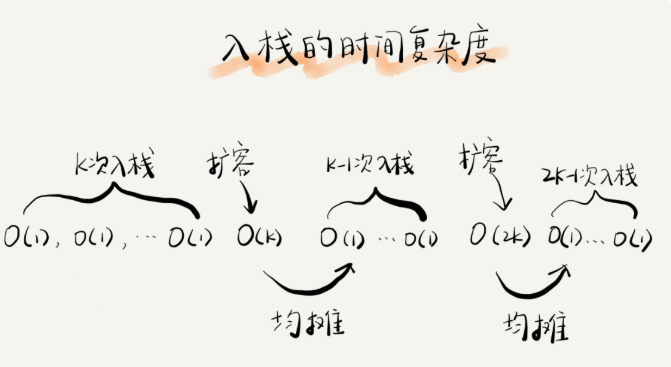 入栈的时间复杂度
K次入栈 扩容 K-1次入栈 扩容 2K-1次入栈
O(1), O(1), … O(1) O(K) O(1) … O(1) O(2K) O(1)… O(1)
均摊 均摊